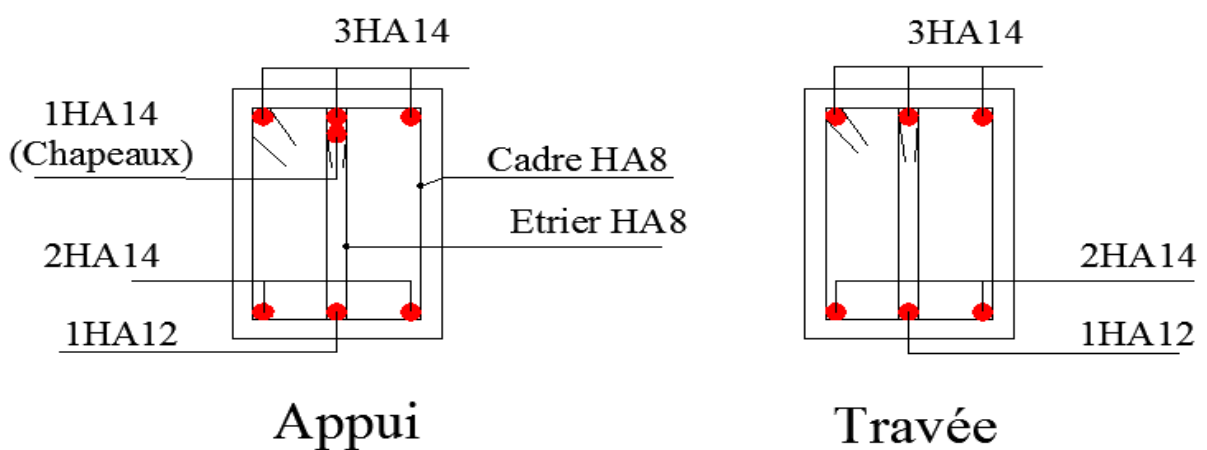 3HA14
1HA14
(Chapeaux)
Cadre HA8
Etrier HA8
2HA14
1HA12
Appui
3HA14
2HA14
1HA12
Travée